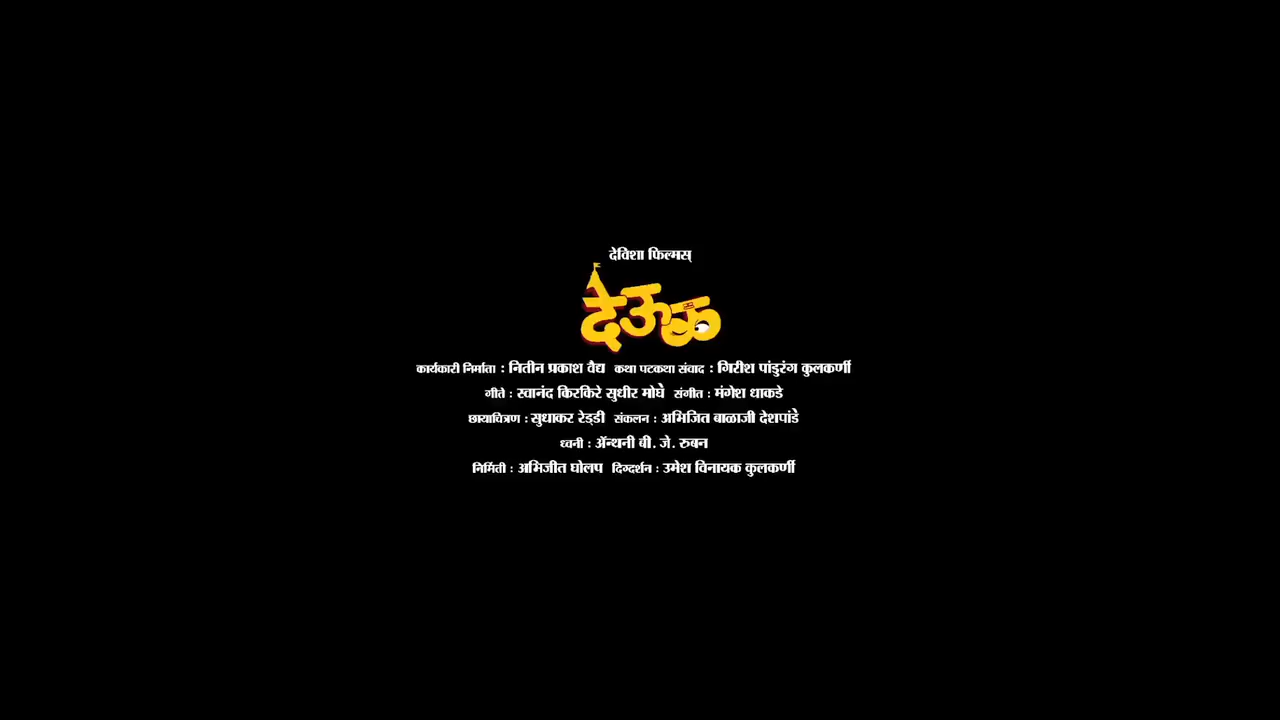 देविशा फिल्मस्
देऊळ
कार्यकारी निर्माता : नितीन प्रकाश वैद्य कथा पटकथा संवाद : गिरीश पांडुरंग कुलकर्णी
गीते : स्वानंद किरकिरे सुधीर मोघे संगीत : मंगेश धाकडे
छायाचित्रण : सुधाकर रेड्डी संकलन : अभिजित बाळाजी देशपांडे
ध्वनी : ॲन्थनी बी. जे. रुबन
निर्मिती : अभिजीत घोलप दिग्दर्शन : उमेश विनायक कुलकर्णी